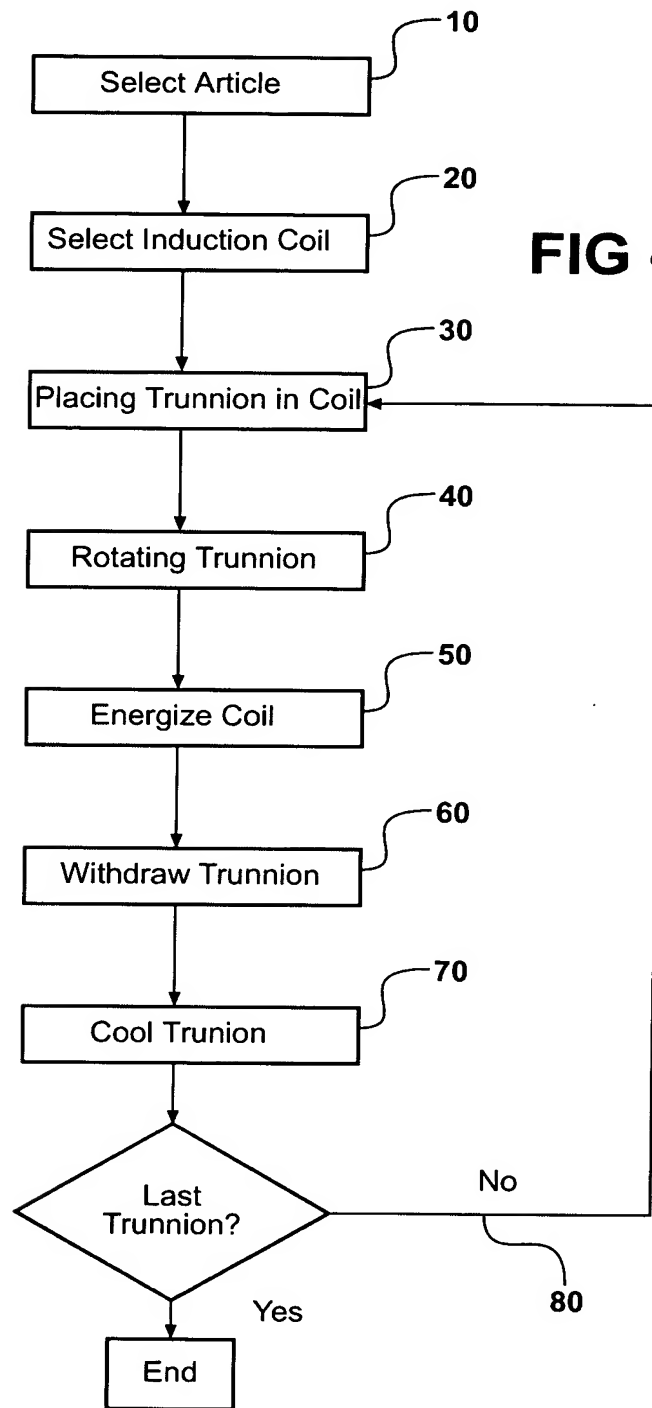 10
Select Article
20
Select Induction Coil
FIG
30
Placing Trunnion in Coil
40
Rotating Trunnion
50
Energize Coil
60
Withdraw Trunnion
70
Cool Trunion
Last
Trunnion?
No
80
Yes
End